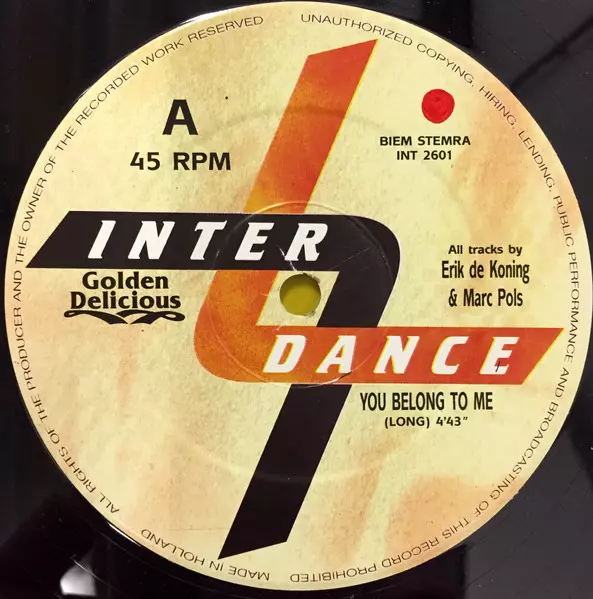 ALL RIGHTS OF THE PRODUCER AND THE OWNER OF THE RECORDED WORK RESERVED
UNAUTHORIZED COPYING, HIRING, LENDING, PUBLIC PERFORMANCE AND BROADCASTING OF THIS RECORD PROHIBITED
MADE IN HOLLAND
A
45 RPM
BIEM STEMRA
INT 2601
INTER
DANCE
Golden
Delicious
All tracks by
Erik de Koning
& Marc Pols
YOU BELONG TO ME
(LONG) 4'43"